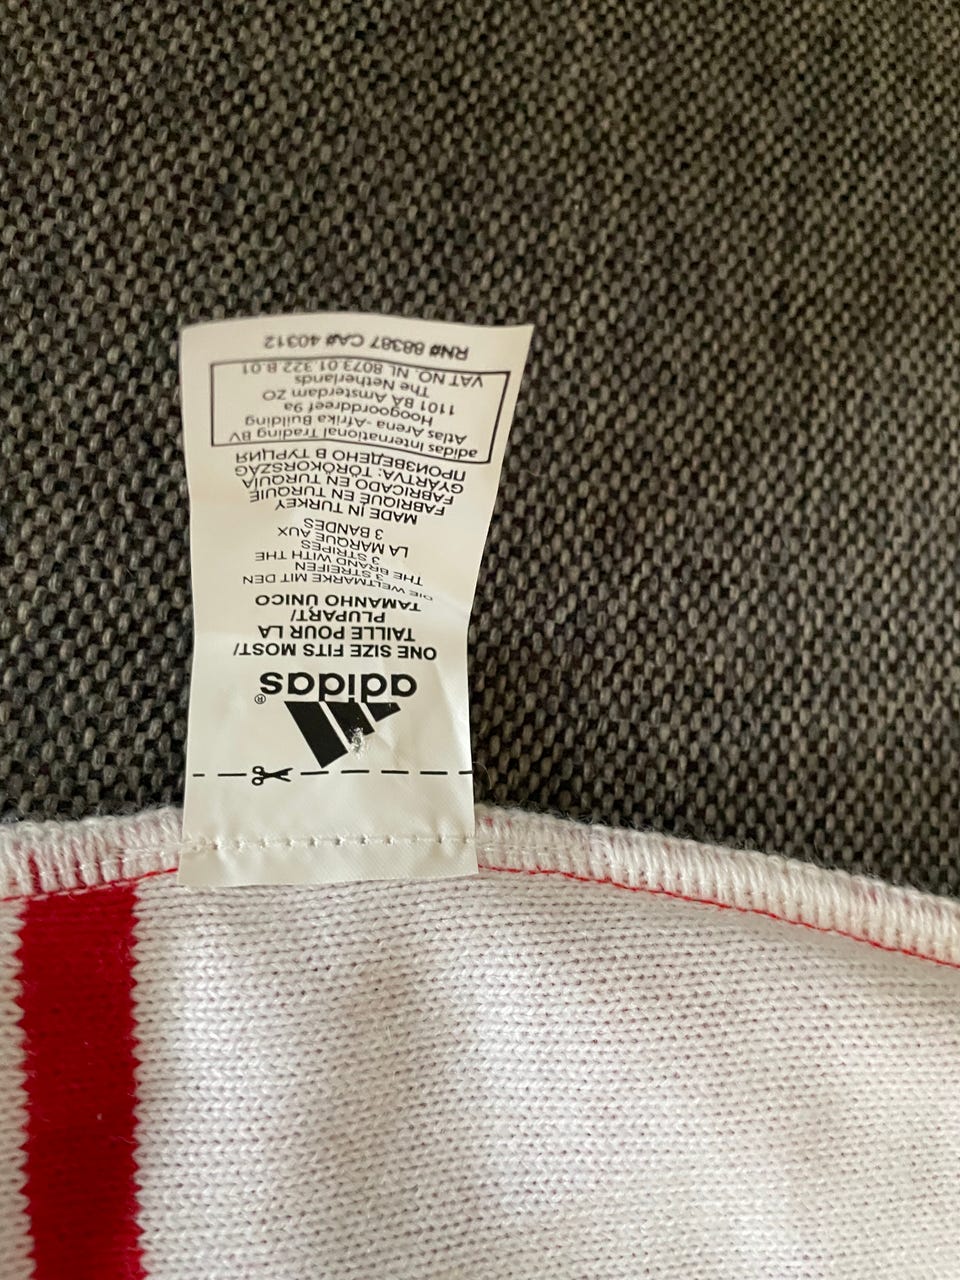 adidas®
ONE SIZE FITS MOST/
TAILLE POUR LA
PLUPART/
TAMANHO ÚNICO
DIE WELTMARKE MIT DEN
3 STREIFEN
THE BRAND WITH THE
3 STRIPES
LA MARQUE AUX
3 BANDES
MADE IN TURKEY
FABRIQUÉ EN TURQUIE
FABRICADO EN TURQUÍA
GYÁRTVA: TÖRÖKORSZÁG
ПРОИЗВЕДЕНО В ТУРЦИЯ
adidas International Trading BV
Atlas Arena - Afrika Building
Hoogoorddreef 9a
1101 BA Amsterdam ZO
The Netherlands
VAT NO. NL 8073.01.322.B.01
RN# 88387 CA# 40312